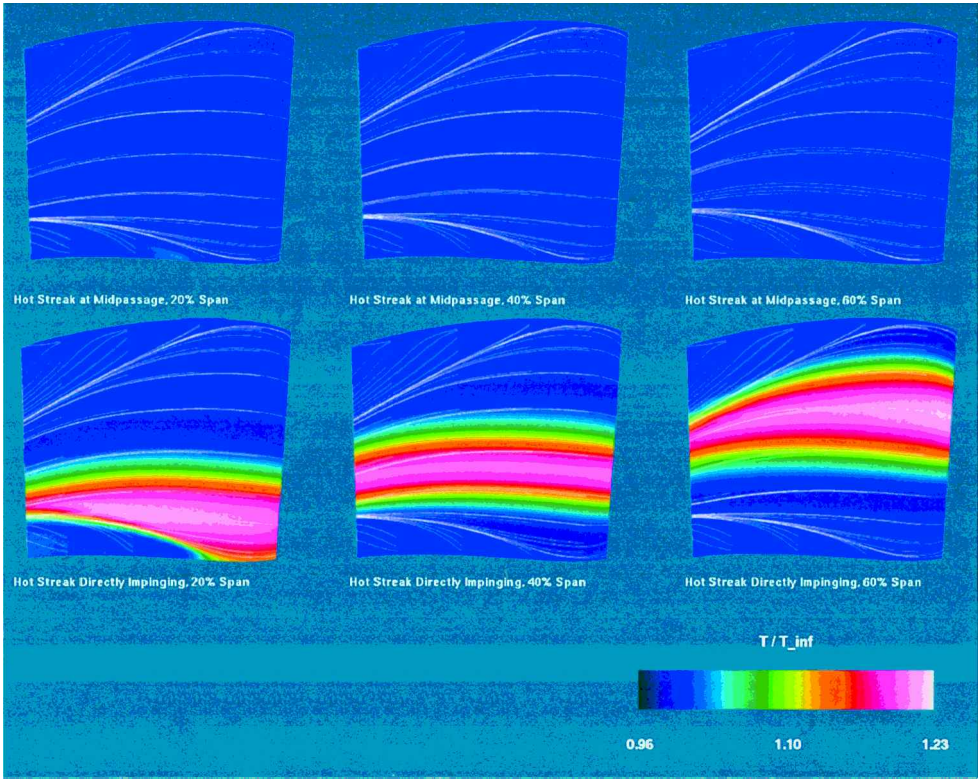 Hot Streak at Midpassage, 20% Span
Hot Streak at Midpassage, 40% Span
Hot Streak at Midpassage, 60% Span
Hot Streak Directly Impinging, 20% Span
Hot Streak Directly Impinging, 40% Span
Hot Streak Directly Impinging, 60% Span
T / T_inf
0.96 1.10 1.23